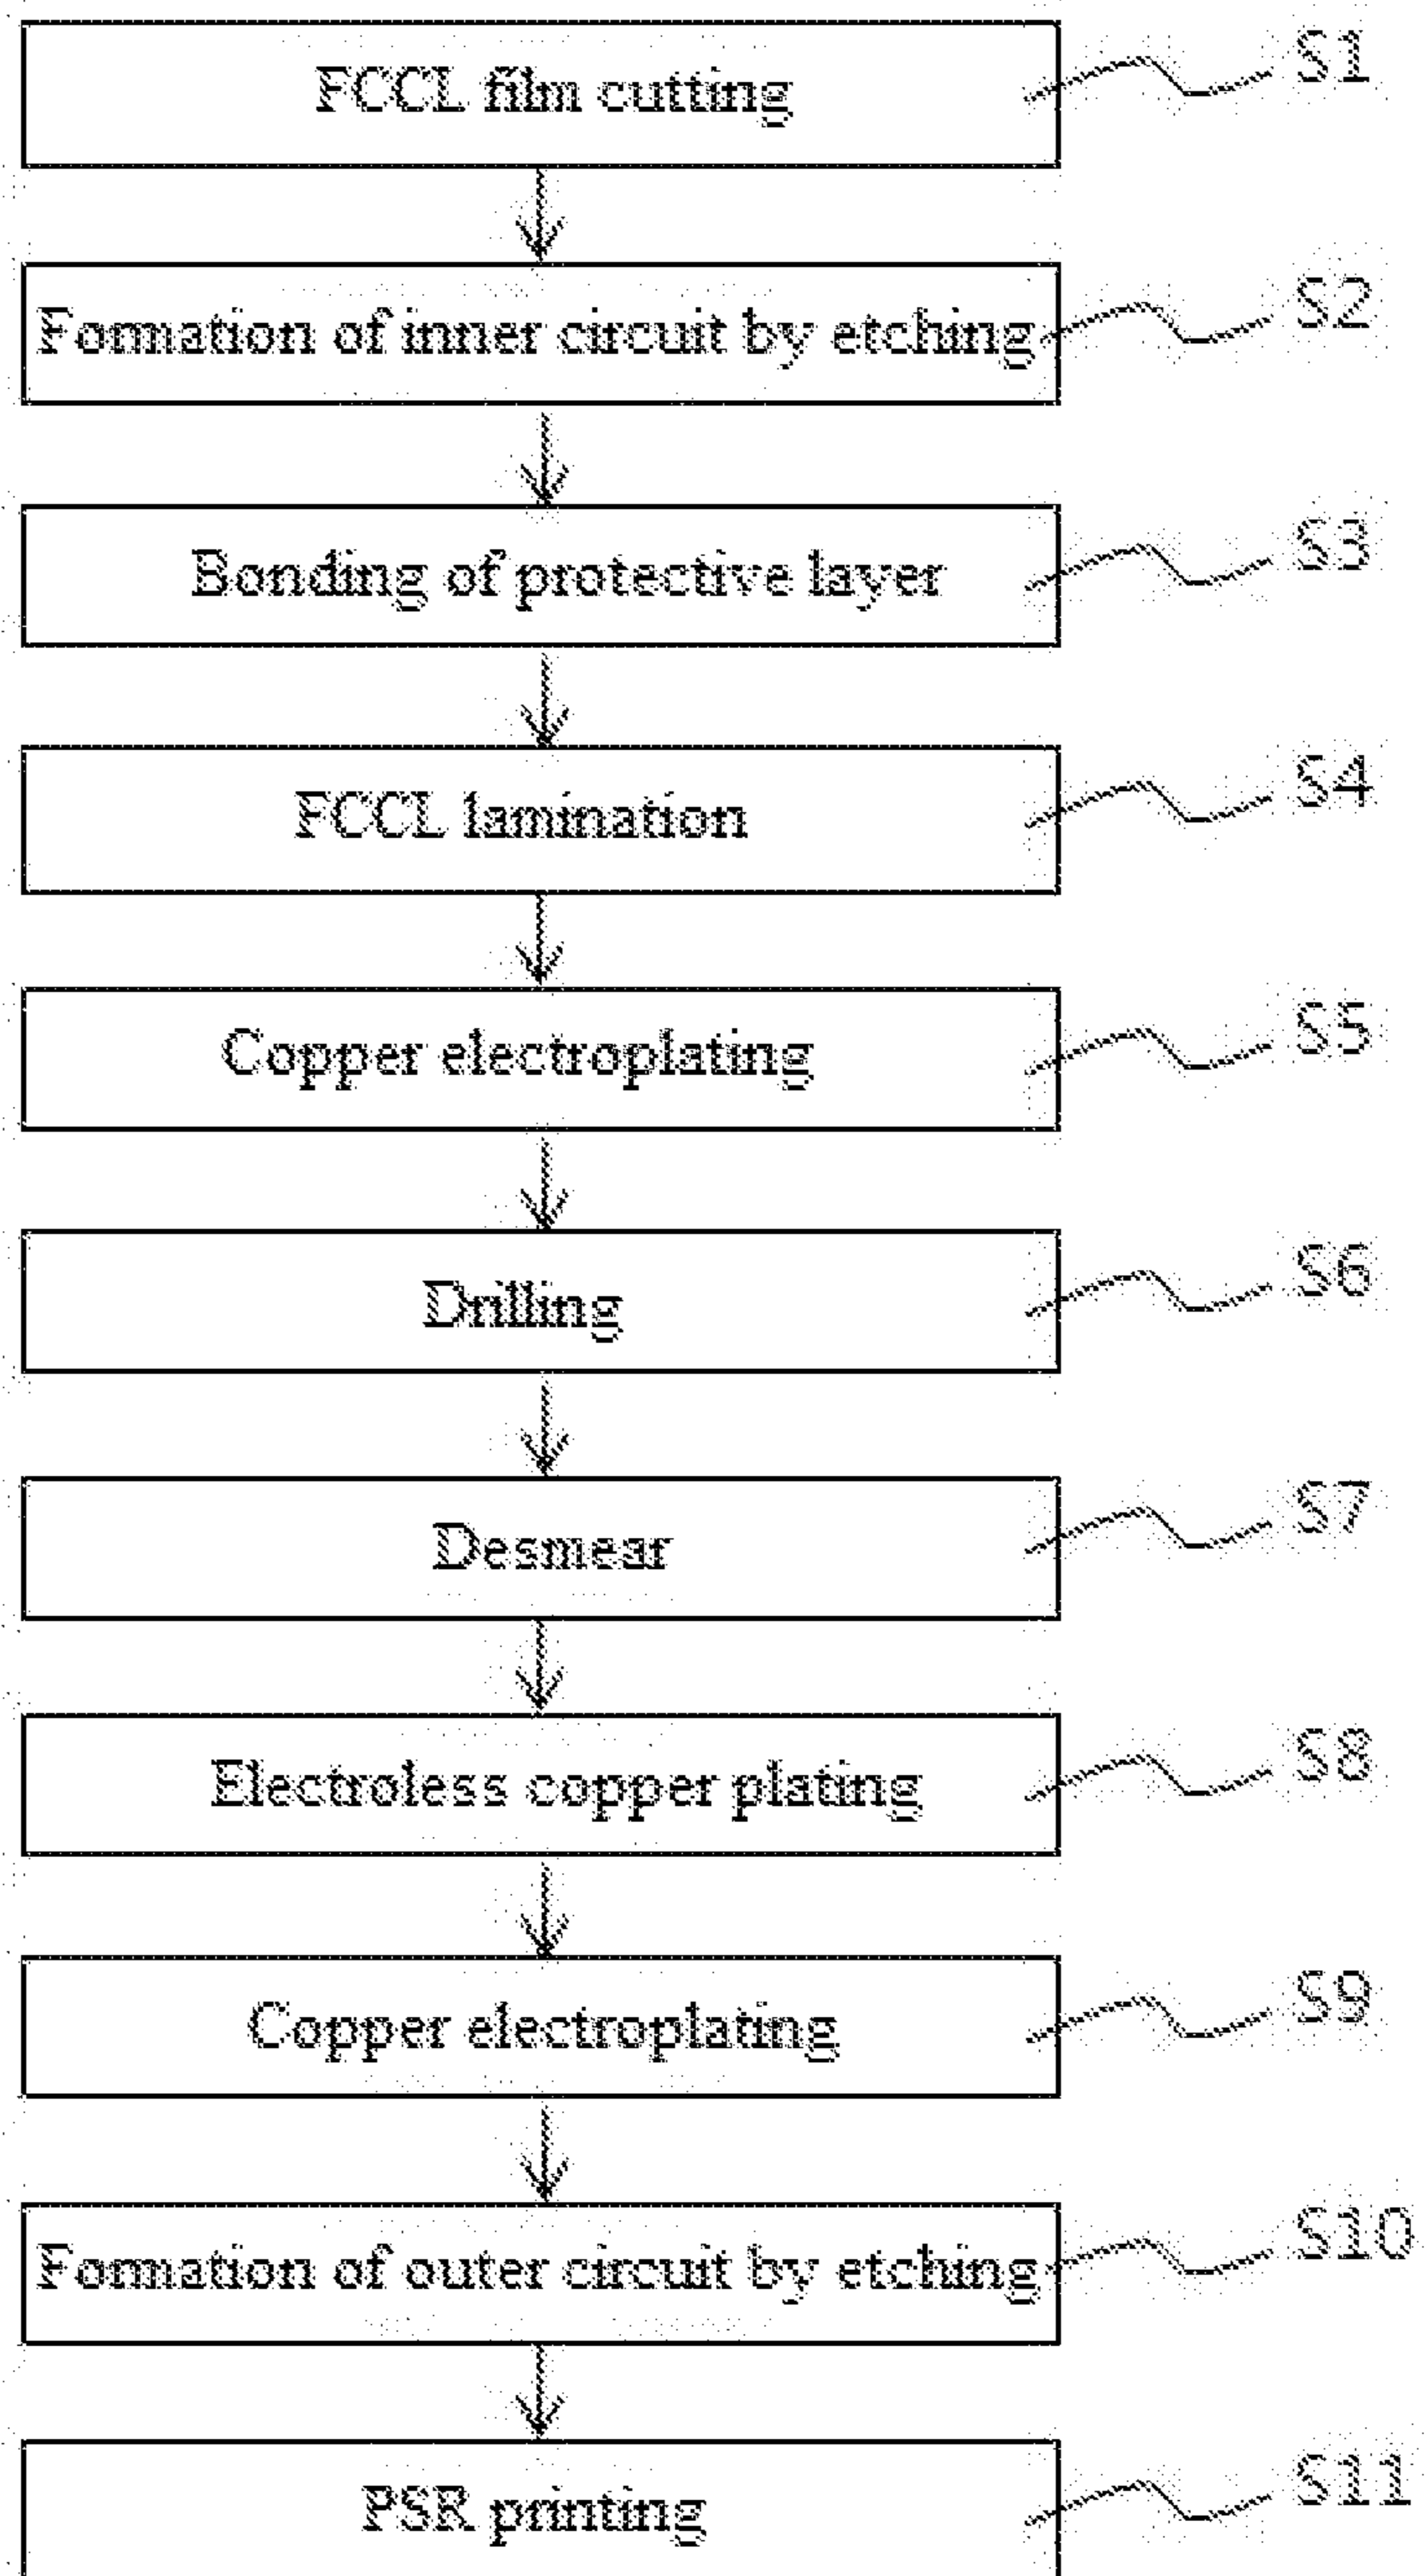 FCCL film cutting S1
Formation of inner circuit by etching S2
Bonding of protective layer S3
FCCL lamination S4
Copper electroplating S5
Drilling S6
Desmear S7
Electroless copper plating S8
Copper electroplating S9
Formation of outer circuit by etching S10
PSR printing S11